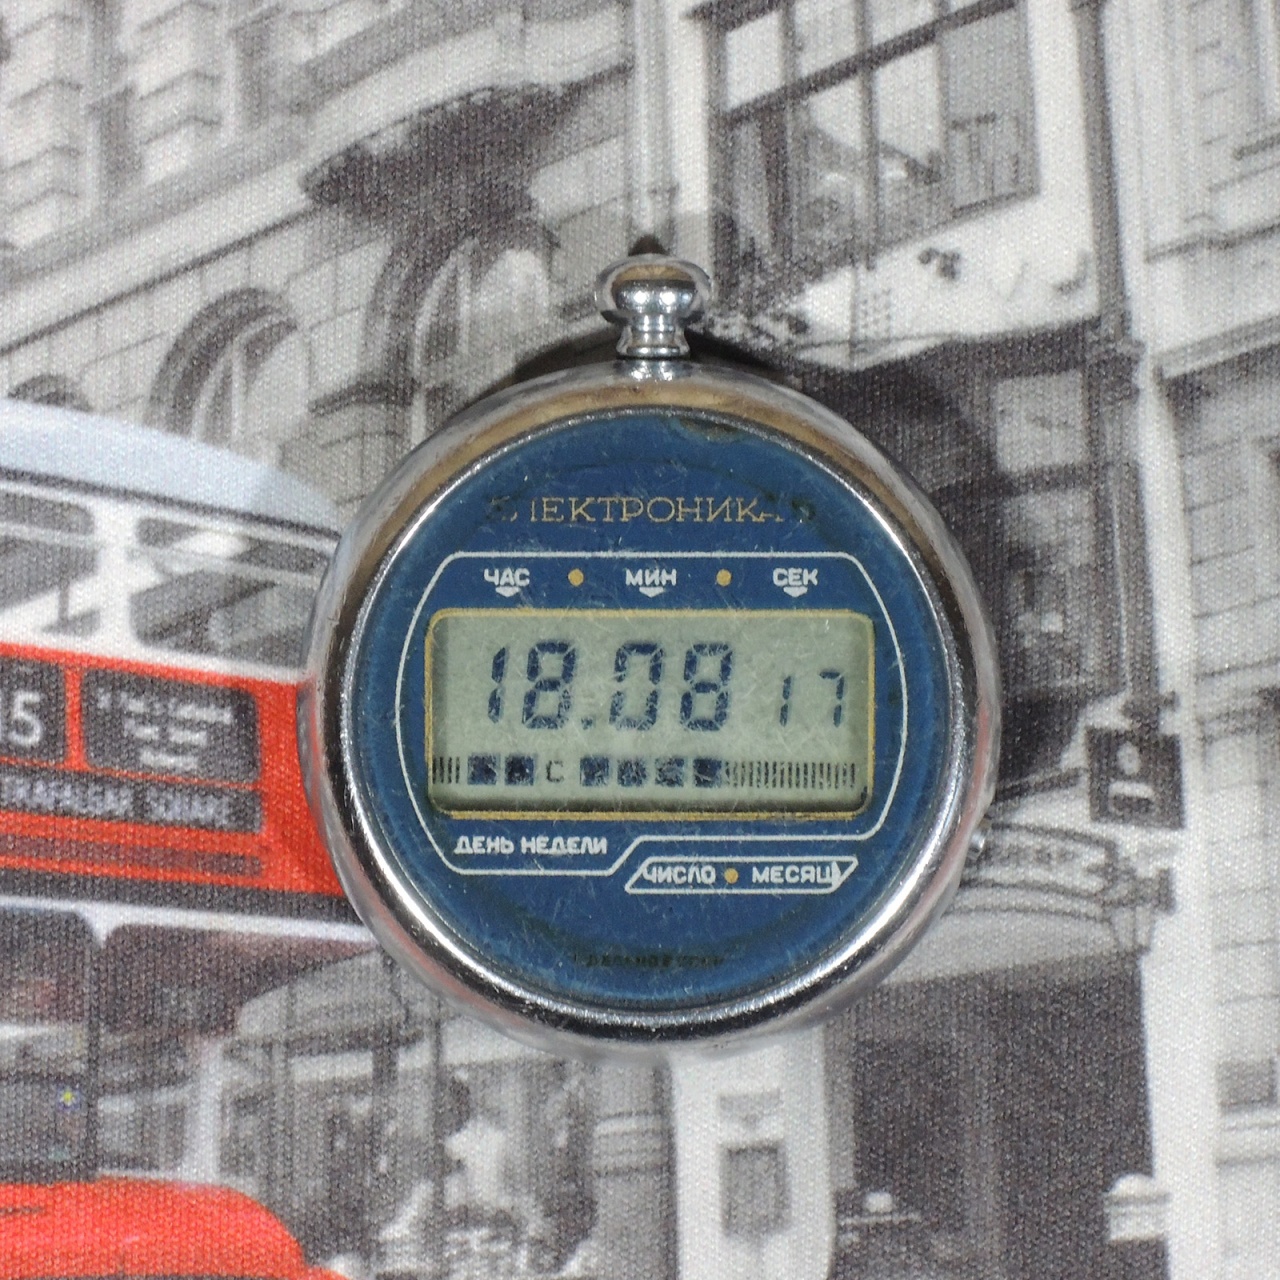 ЭЛЕКТРОНИКА 5
ЧАС • МИН • СЕК
18.08 17
С
ДЕНЬ НЕДЕЛИ
ЧИСЛО • МЕСЯЦ
15